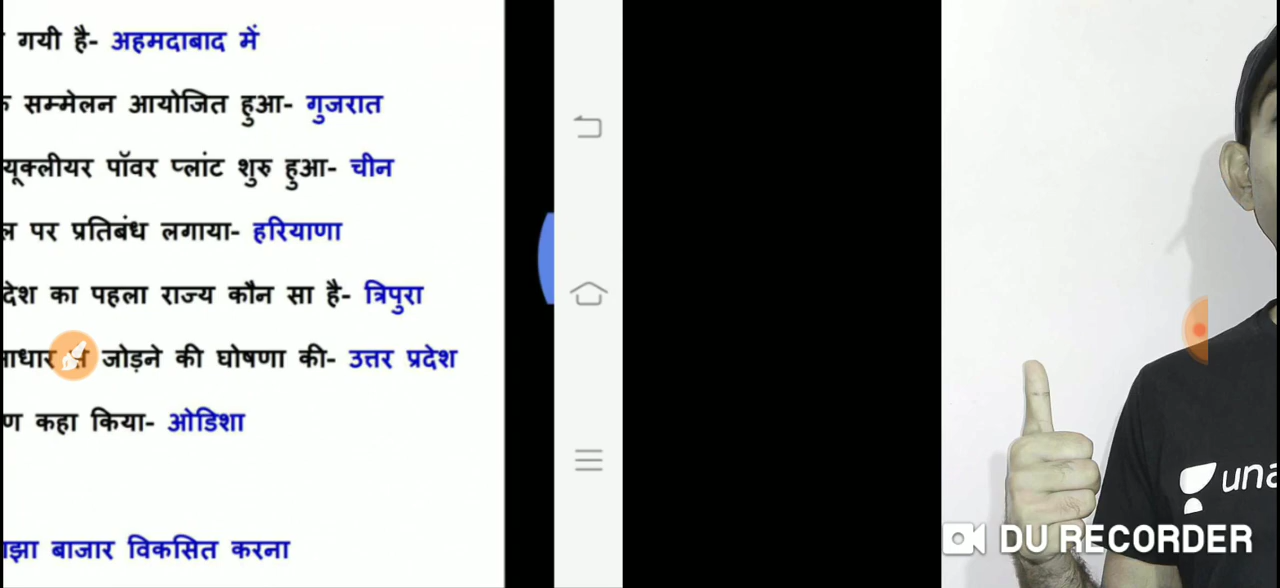 गयी है- अहमदाबाद में
सम्मेलन आयोजित हुआ- गुजरात
यूक्लीयर पॉवर प्लांट शुरु हुआ- चीन
ल पर प्रतिबंध लगाया- हरियाणा
देश का पहला राज्य कौन सा है- त्रिपुरा
जोड़ने की घोषणा की- उत्तर प्रदेश
ण कहा किया- ओडिशा
झा बाजार विकसित करना
una
DU RECORDER